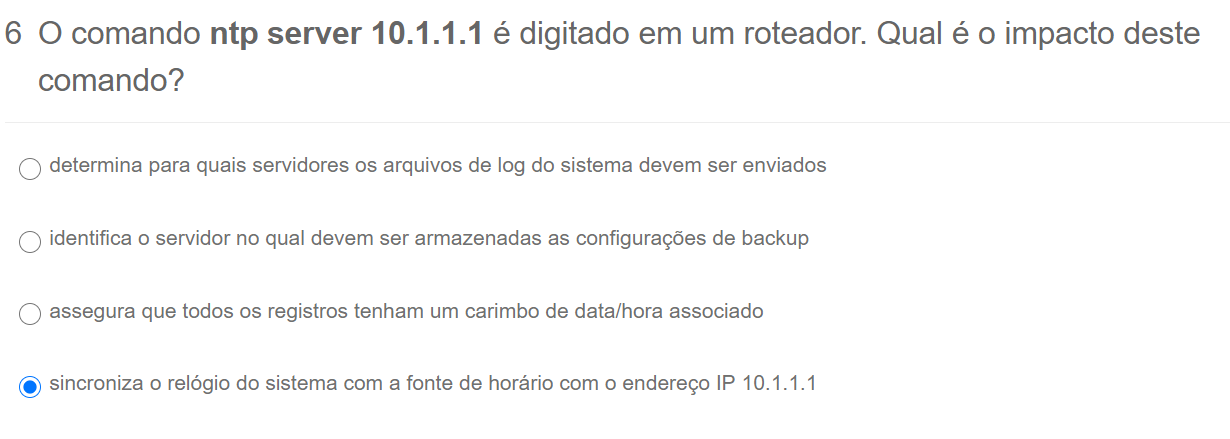 6 O comando ntp server 10.1.1.1 é digitado em um roteador. Qual é o impacto deste
comando?
determina para quais servidores os arquivos de log do sistema devem ser enviados
identifica o servidor no qual devem ser armazenadas as configurações de backup
assegura que todos os registros tenham um carimbo de data/hora associado
sincroniza o relógio do sistema com a fonte de horário com o endereço IP 10.1.1.1